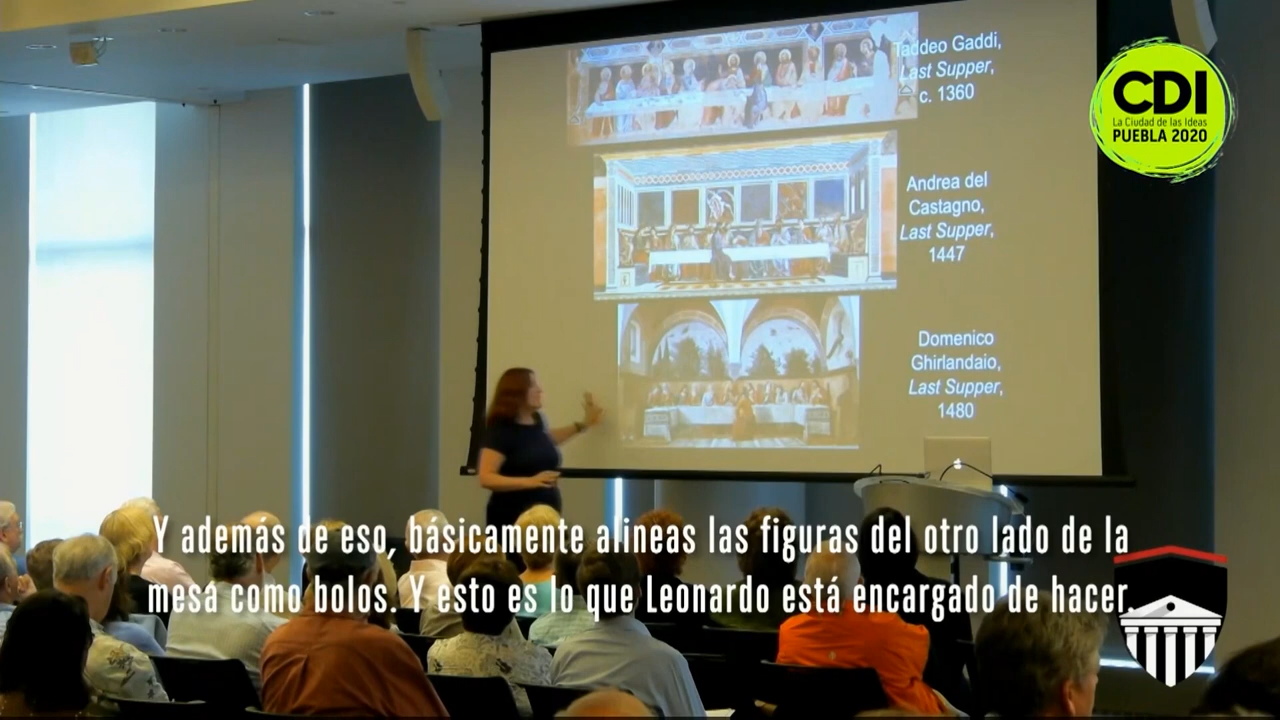 Taddeo Gaddi,
Last Supper,
c. 1360
CDI
La Ciudad de las Ideas
PUEBLA 2020
Andrea del
Castagno,
Last Supper,
1447
Domenico
Ghirlandaio,
Last Supper,
1480
Y además de eso, básicamente alineas las figuras del otro lado de la
mesa como bolos. Y esto es lo que Leonardo está encargado de hacer.